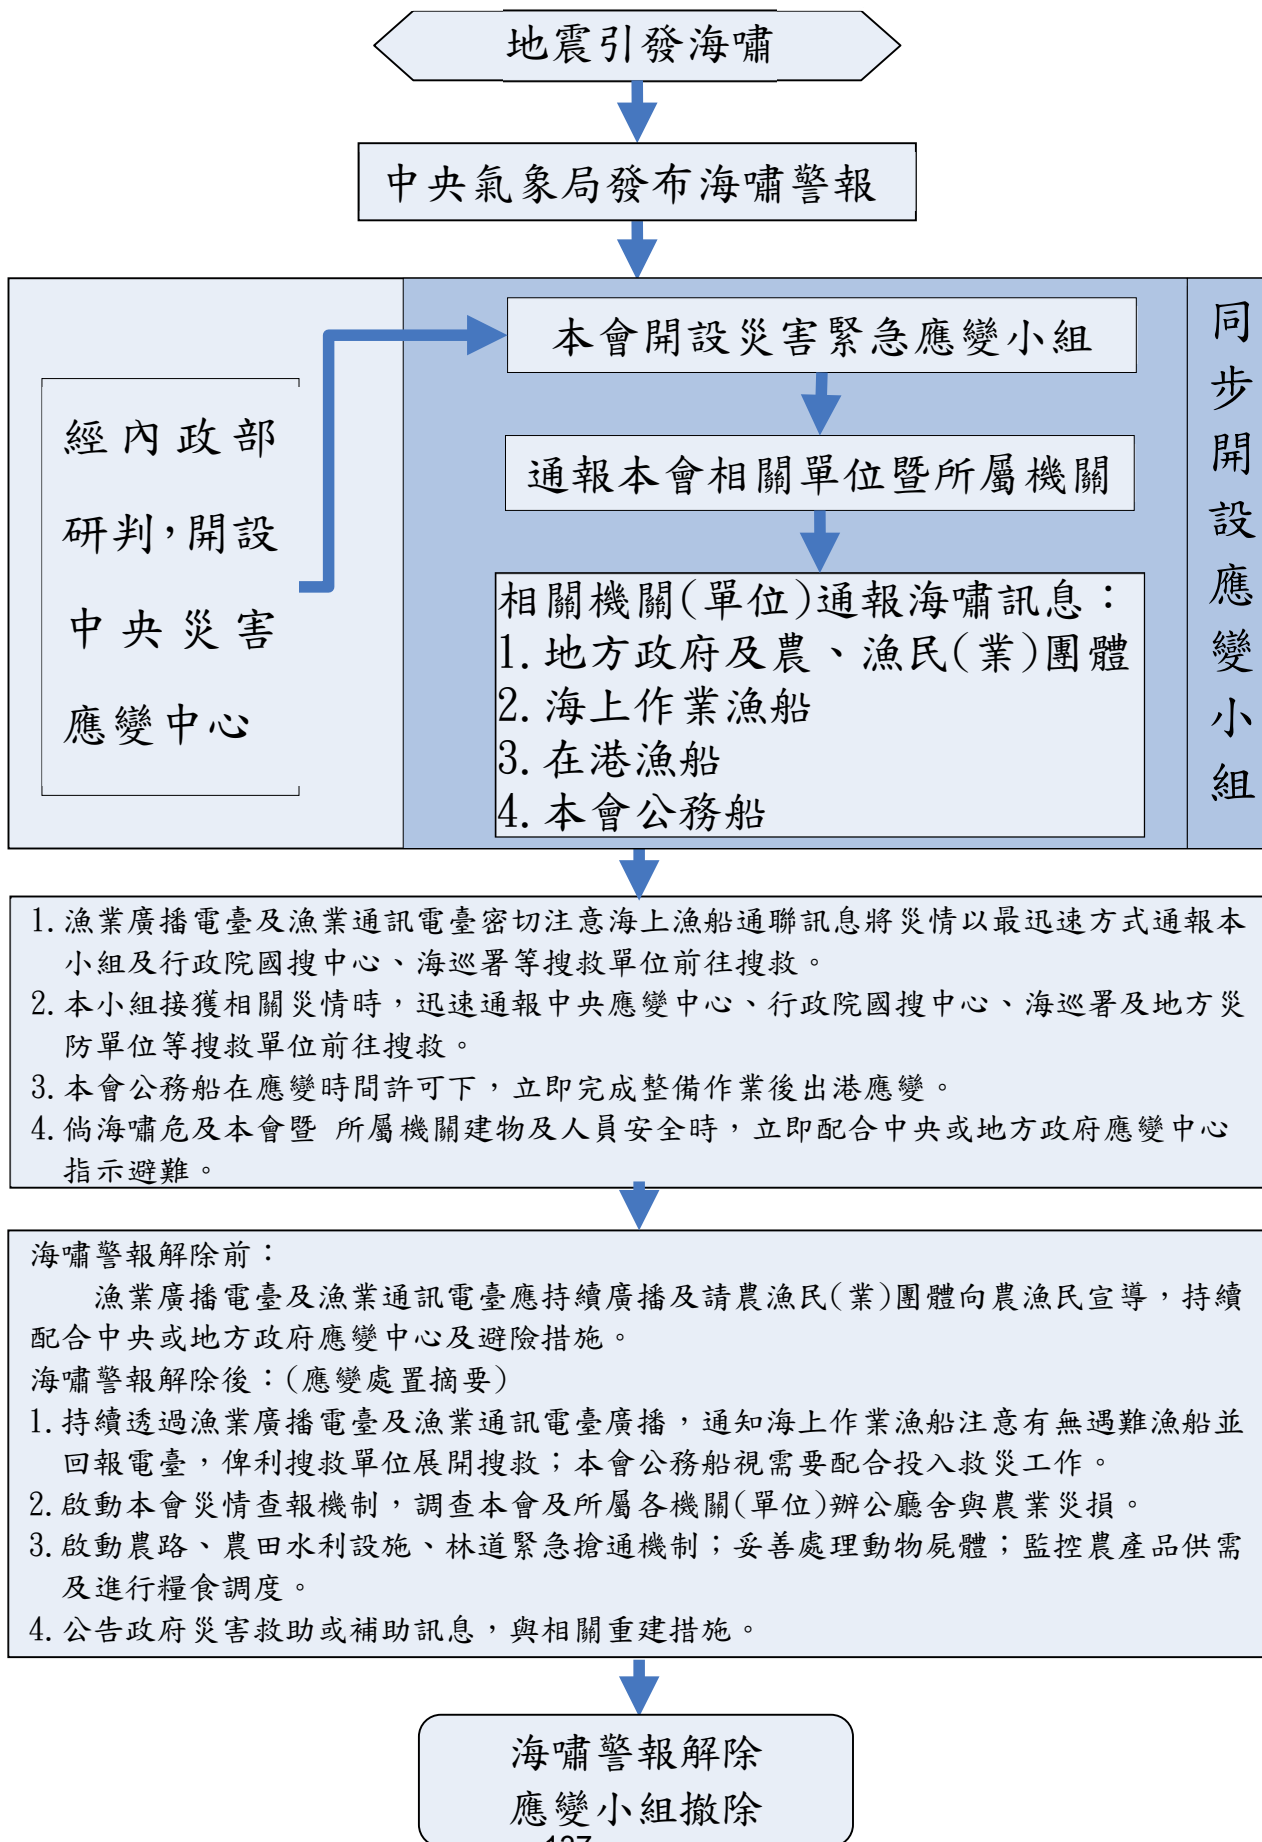 地震引發海嘯
中央氣象局發布海嘯警報
經內政部
研判,開設
中央災害
應變中心
本會開設災害緊急應變小組
通報本會相關單位暨所屬機關
相關機關(單位)通報海嘯訊息：
1.地方政府及農、漁民(業)團體
2.海上作業漁船
3.在港漁船
4.本會公務船
同步開設應變小組
1.漁業廣播電臺及漁業通訊電臺密切注意海上漁船通聯訊息將災情以最迅速方式通報本
小組及行政院國搜中心、海巡署等搜救單位前往搜救。
2.本小組接獲相關災情時，迅速通報中央應變中心、行政院國搜中心、海巡署及地方災
防單位等搜救單位前往搜救。
3.本會公務船在應變時間許可下，立即完成整備作業後出港應變。
4.倘海嘯危及本會暨 所屬機關建物及人員安全時，立即配合中央或地方政府應變中心
指示避難。
海嘯警報解除前：
漁業廣播電臺及漁業通訊電臺應持續廣播及請農漁民(業)團體向農漁民宣導，持續
配合中央或地方政府應變中心及避險措施。
海嘯警報解除後：(應變處置摘要)
1.持續透過漁業廣播電臺及漁業通訊電臺廣播，通知海上作業漁船注意有無遇難漁船並
回報電臺，俾利搜救單位展開搜救；本會公務船視需要配合投入救災工作。
2.啟動本會災情查報機制，調查本會及所屬各機關(單位)辦公廳舍與農業災損。
3.啟動農路、農田水利設施、林道緊急搶通機制；妥善處理動物屍體；監控農產品供需
及進行糧食調度。
4.公告政府災害救助或補助訊息，與相關重建措施。
海嘯警報解除
應變小組撤除